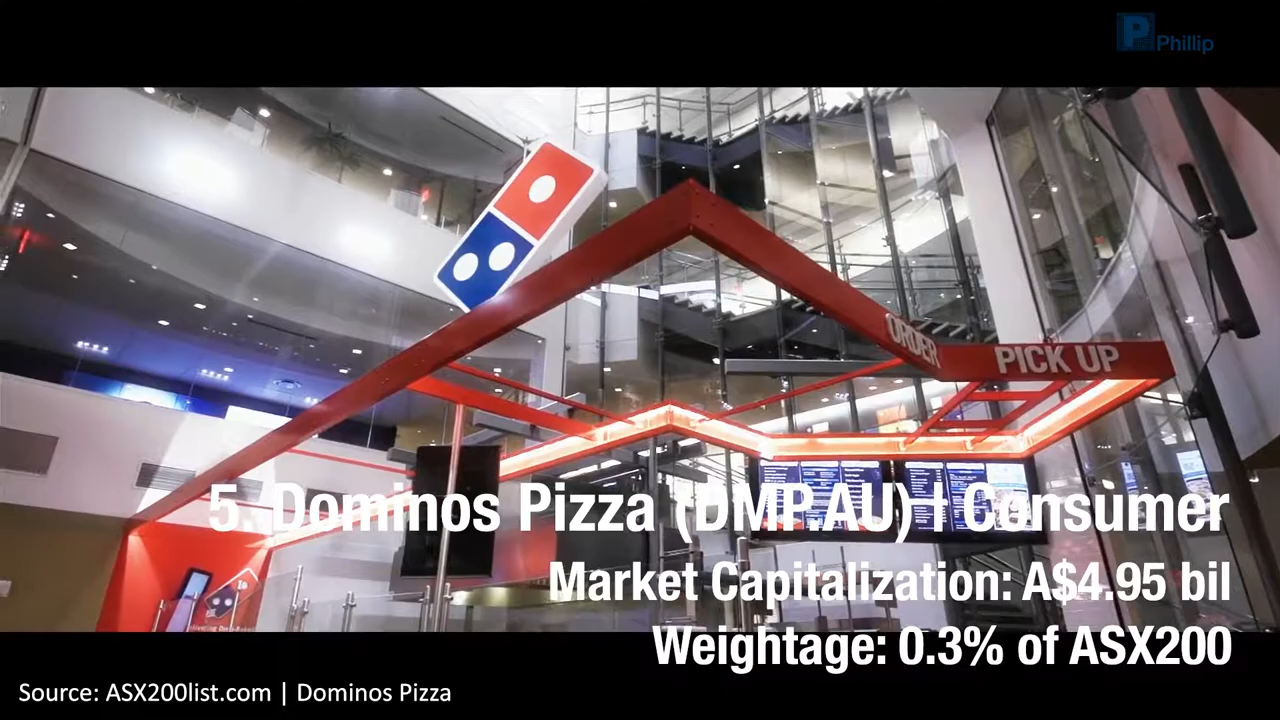 Phillip
ORDER
PICK UP
5. Dominos Pizza (DMP.AU) | Consumer
Market Capitalization: A$4.95 bil
Weightage: 0.3% of ASX200
Source: ASX200list.com | Dominos Pizza